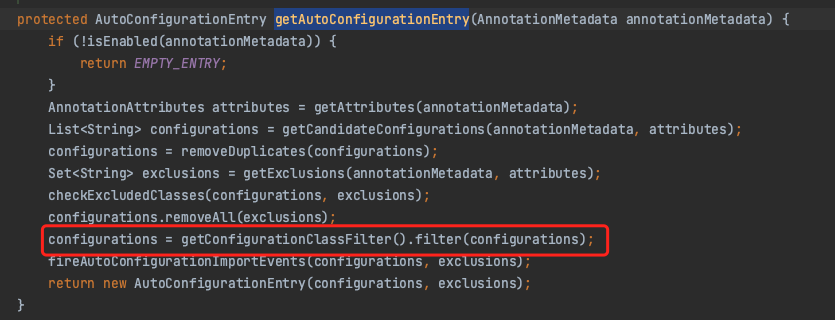 protected AutoConfigurationEntry getAutoConfigurationEntry(AnnotationMetadata annotationMetadata) {
if (!isEnabled(annotationMetadata)) {
return EMPTY_ENTRY;
}
AnnotationAttributes attributes = getAttributes(annotationMetadata);
List<String> configurations = getCandidateConfigurations(annotationMetadata, attributes);
configurations = removeDuplicates(configurations);
Set<String> exclusions = getExclusions(annotationMetadata, attributes);
checkExcludedClasses(configurations, exclusions);
configurations.removeAll(exclusions);
configurations = getConfigurationClassFilter().filter(configurations);
fireAutoConfigurationImportEvents(configurations, exclusions);
return new AutoConfigurationEntry(configurations, exclusions);
}